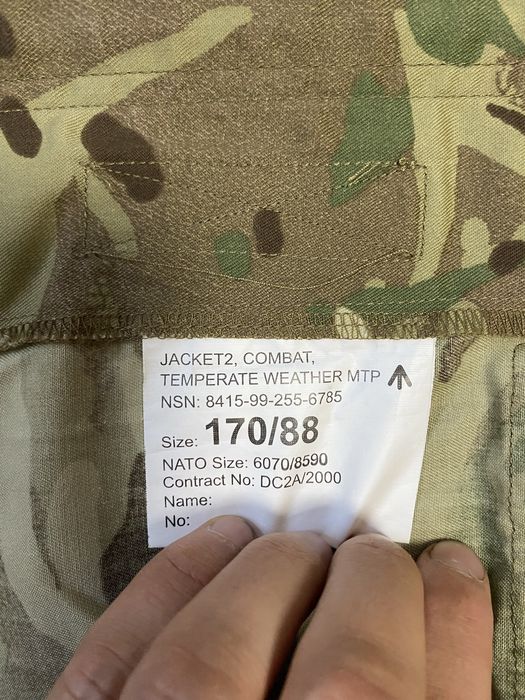 JACKET2, COMBAT,
TEMPERATE WEATHER MTP
NSN: 8415-99-255-6785
Size: 170/88
NATO Size: 6070/8590
Contract No: DC2A/2000
Name:
No: